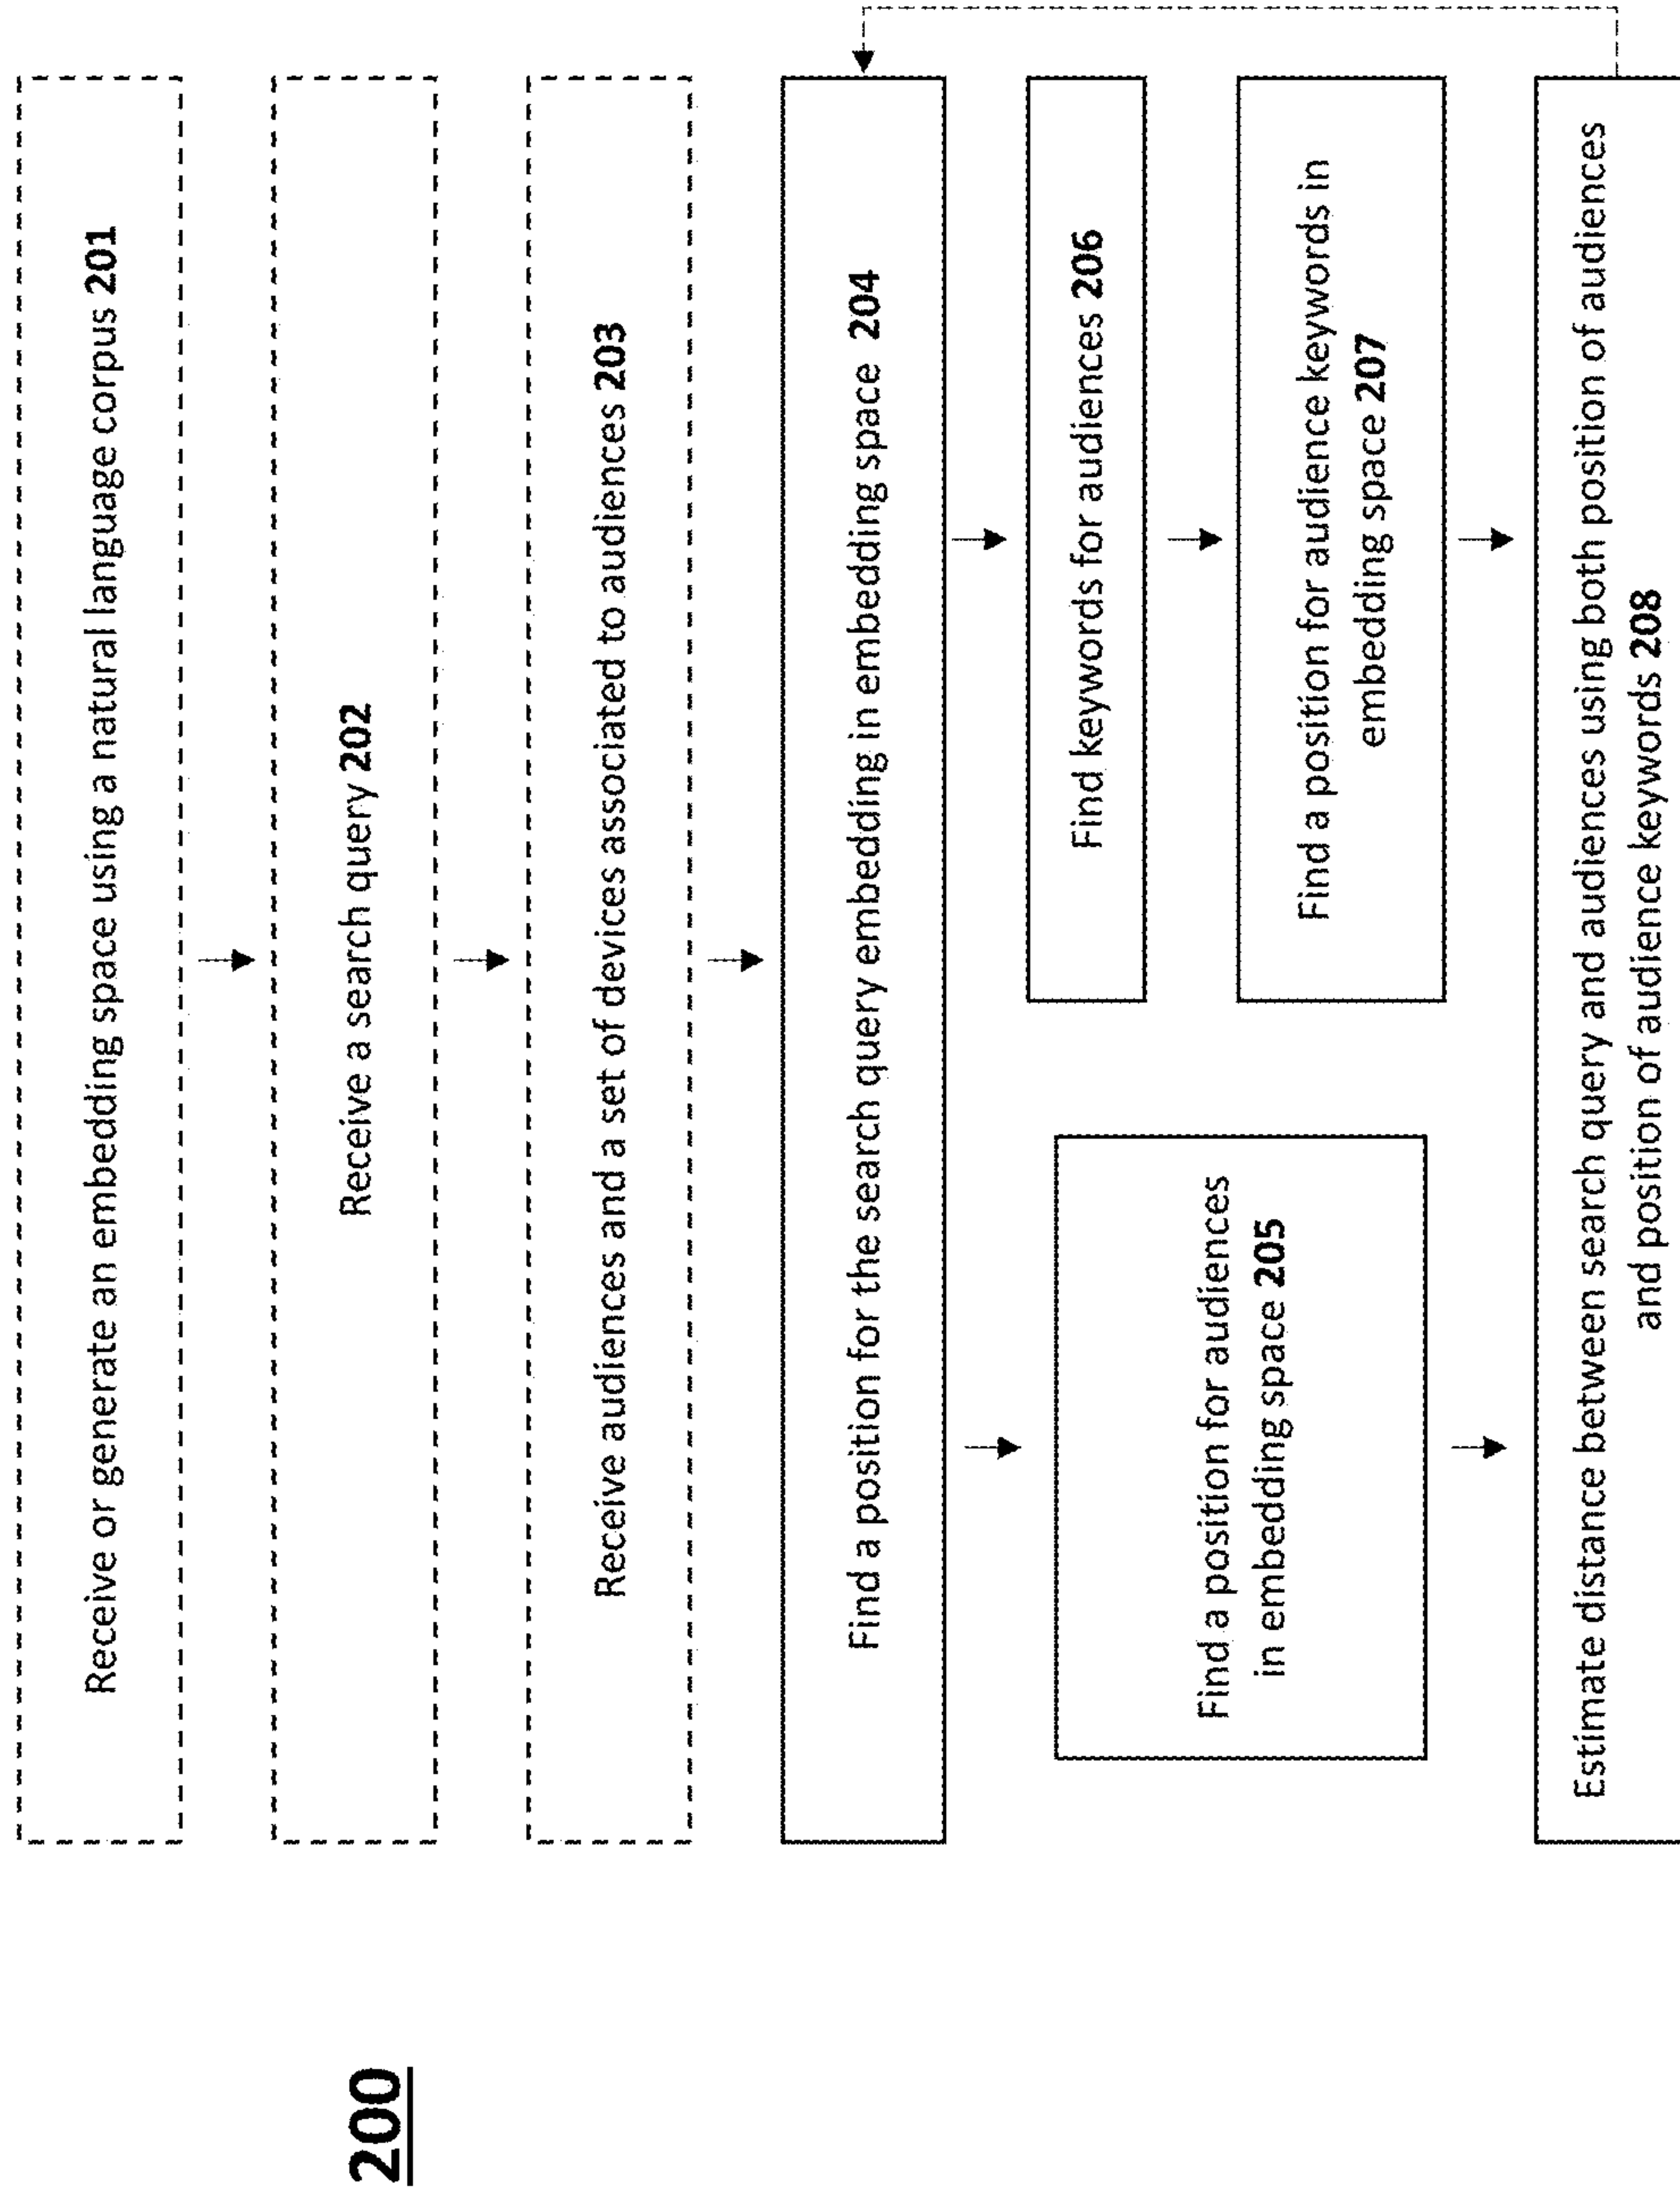 200
Receive or generate an embedding space using a natural language corpus 201
Receive a search query 202
Receive audiences and a set of devices associated to audiences 203
Find a position for the search query embedding in embedding space 204
Find a position for audiences
in embedding space 205
Find keywords for audiences 206
Find a position for audience keywords in
embedding space 207
Estimate distance between search query and audiences using both position of audiences
and position of audience keywords 208